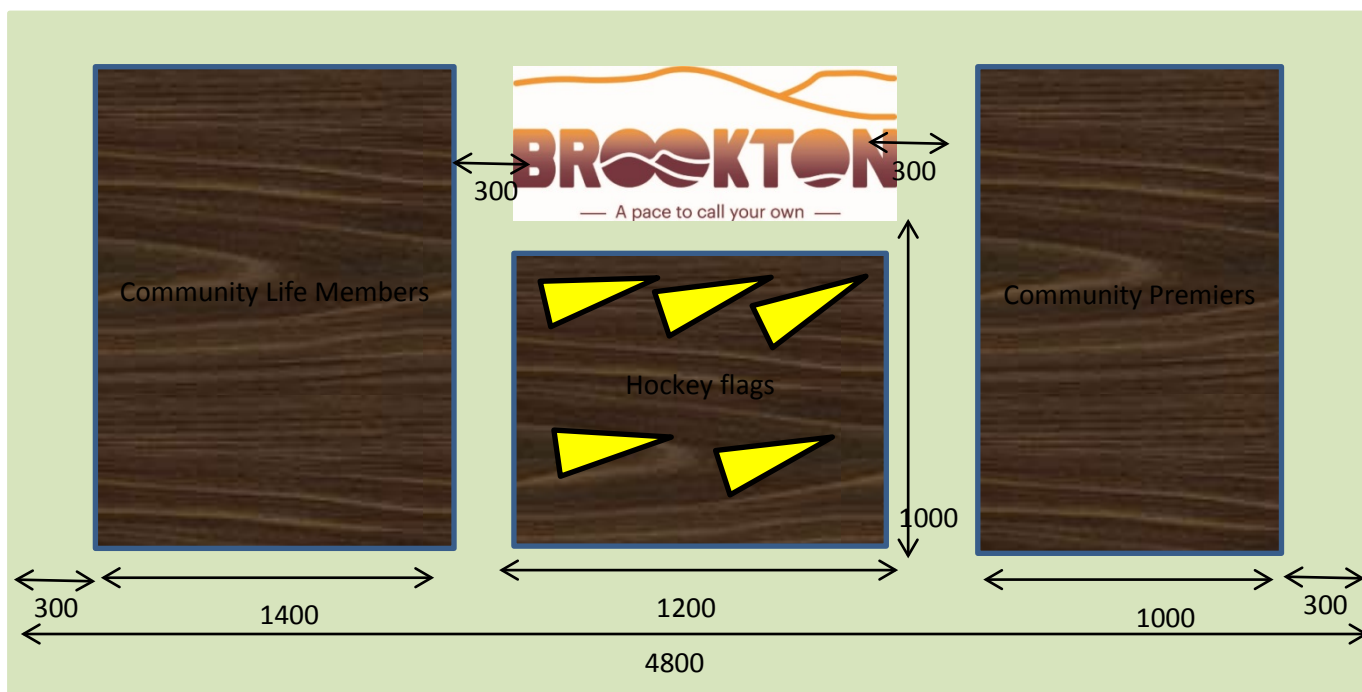 BROOKTON
A pace to call your own
300
300
Community Life Members
Community Premiers
Hockey flags
1000
300
1400
1200
1000
300
4800